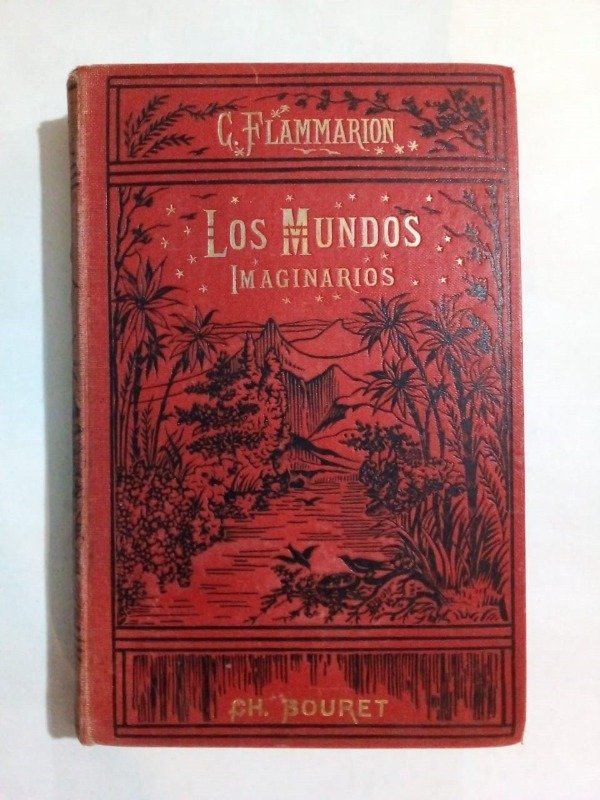 C. FLAMMARION
LOS MUNDOS
IMAGINARIOS
CH. BOURET